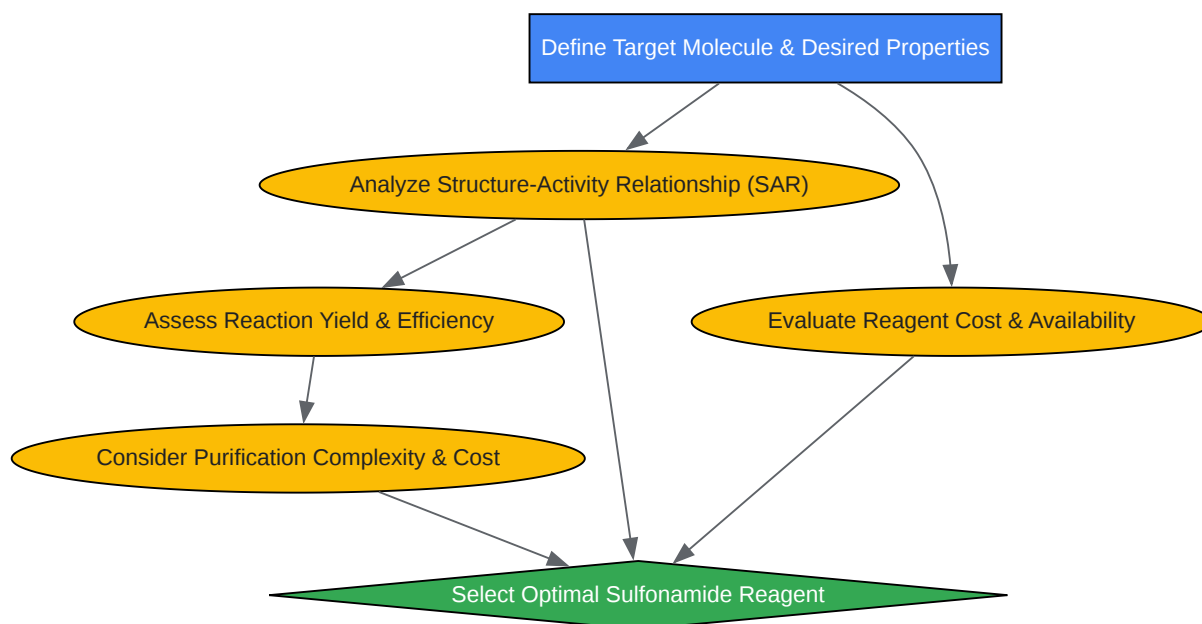 Define Target Molecule & Desired Properties
Analyze Structure-Activity Relationship (SAR)
Assess Reaction Yield & Efficiency
Evaluate Reagent Cost & Availability
Consider Purification Complexity & Cost
Select Optimal Sulfonamide Reagent